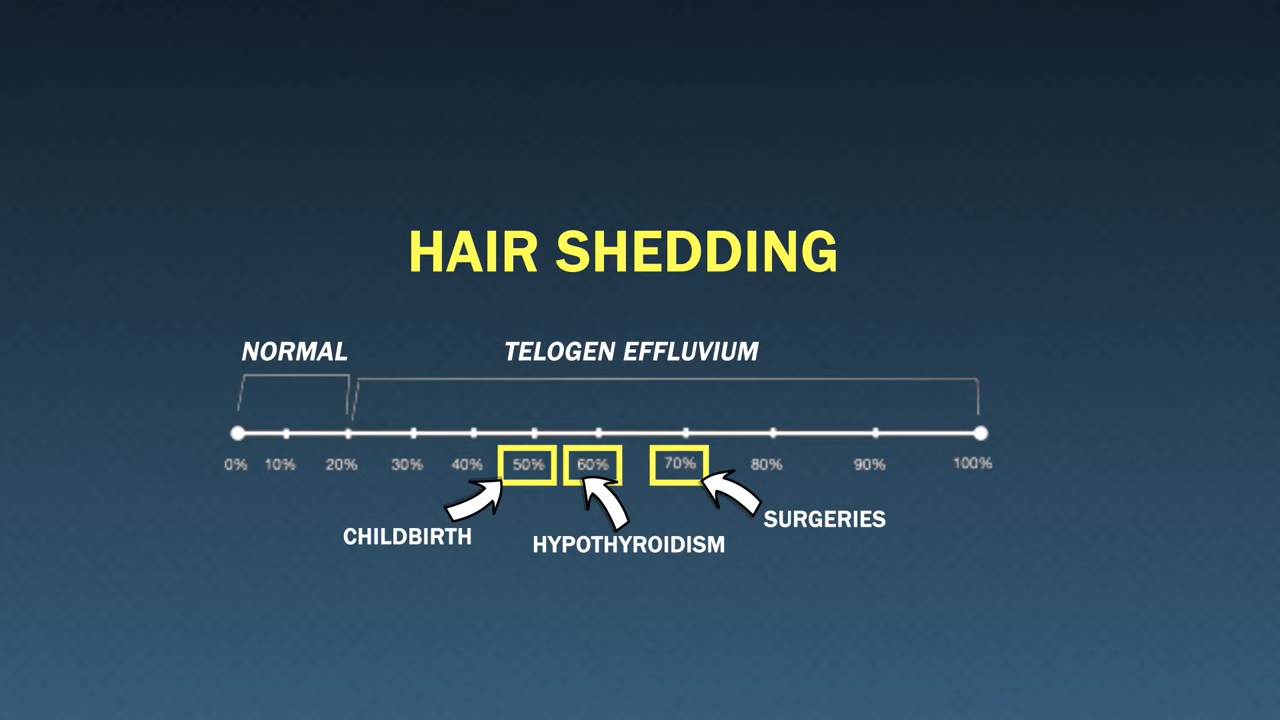 HAIR SHEDDING
NORMAL TELOGEN EFFLUVIUM
0% 10% 20% 30% 40% 50% 60% 70% 80% 90% 100%
CHILDBIRTH HYPOTHYROIDISM SURGERIES